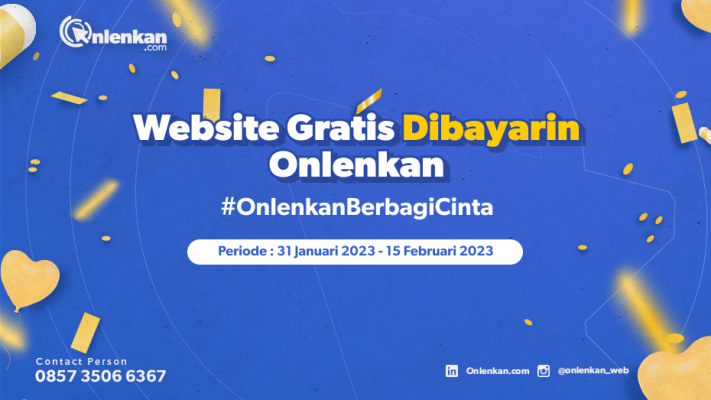 Onlenkan
.com
Website Gratis Dibayarin
Onlenkan
#OnlenkanBerbagiCinta
Periode : 31 Januari 2023 - 15 Februari 2023
Contact Person
0857 3506 6367
Onlenkan.com @onlenkan_web